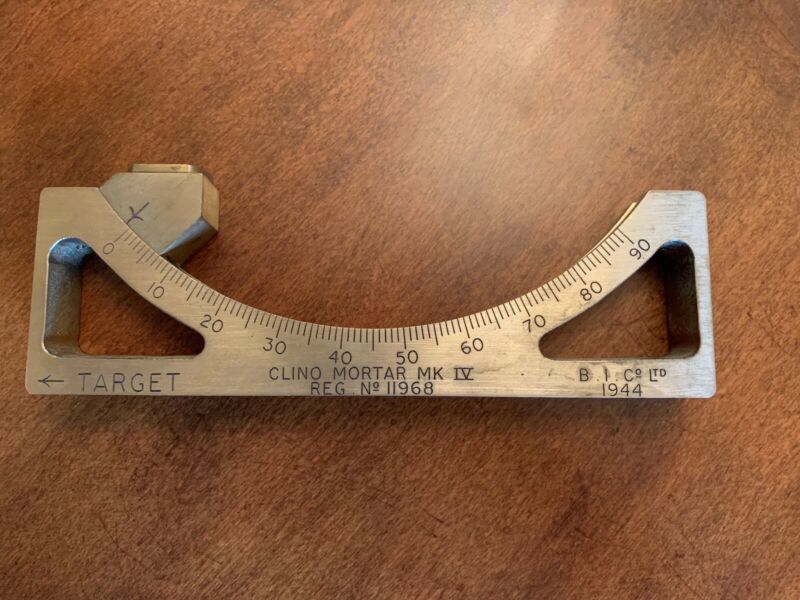 0 10 20 30 40 50 60 70 80 90
← TARGET
CLINO MORTAR MK IV
REG. Nº 11968
B. I. Cº LTD
1944